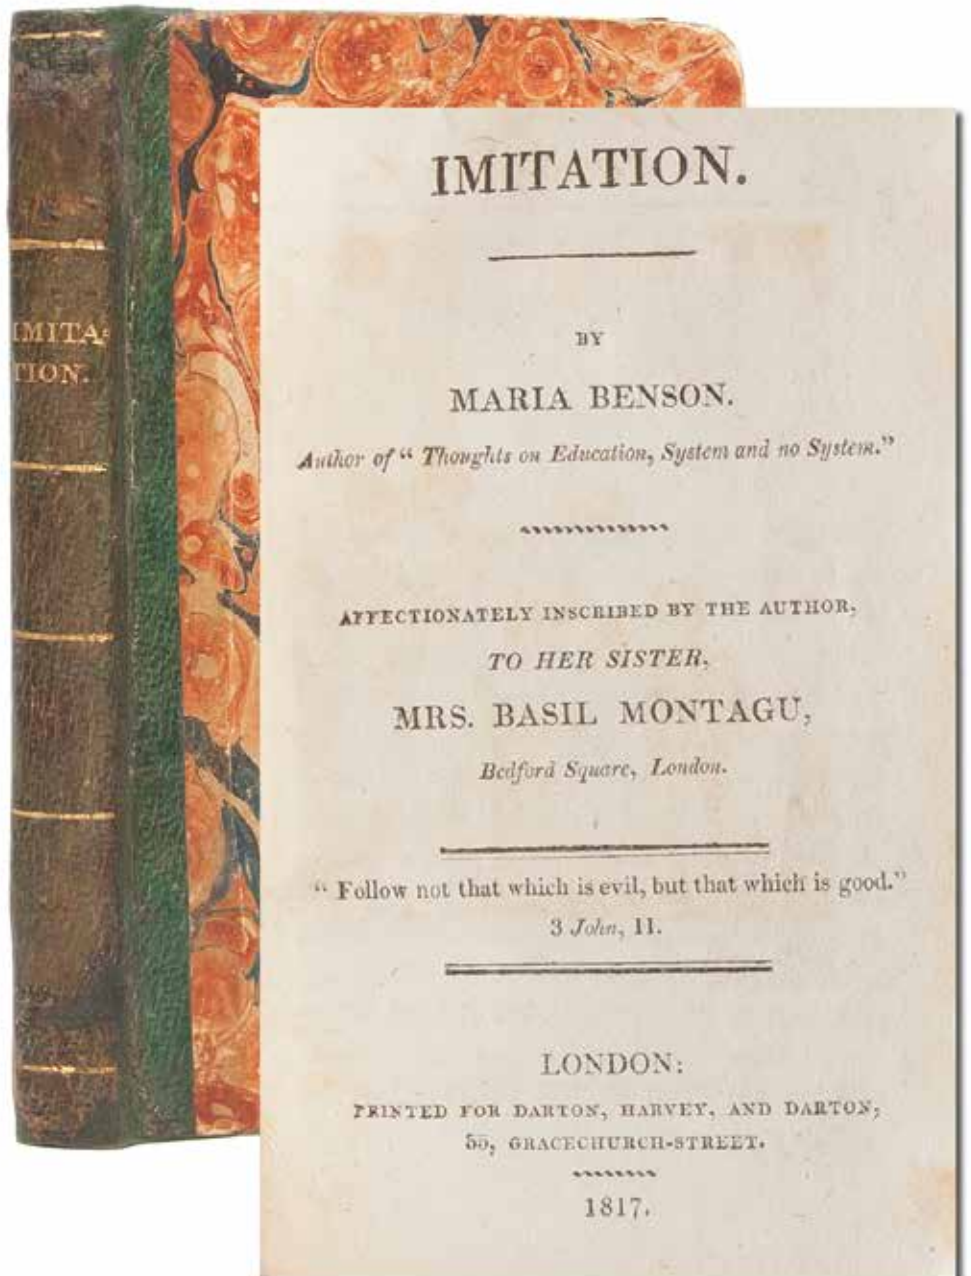 IMITA-
TION.
IMITATION.
BY
MARIA BENSON.
Author of “ Thoughts on Education, System and no System.”
AFFECTIONATELY INSCRIBED BY THE AUTHOR,
TO HER SISTER,
MRS. BASIL MONTAGU,
Bedford Square, London.
“ Follow not that which is evil, but that which is good.”
3 John, 11.
LONDON:
PRINTED FOR DARTON, HARVEY, AND DARTON,
55, GRACECHURCH-STREET.
1817.